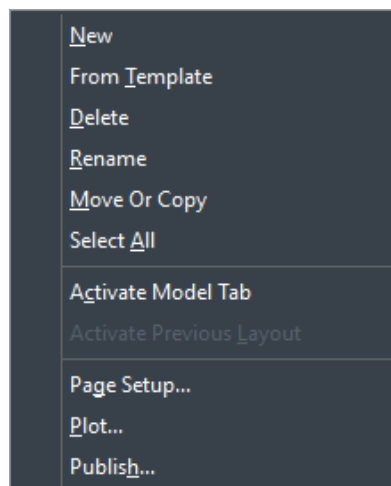 New
From Template
Delete
Rename
Move Or Copy
Select All
Activate Model Tab
Activate Previous Layout
Page Setup...
Plot...
Publish...